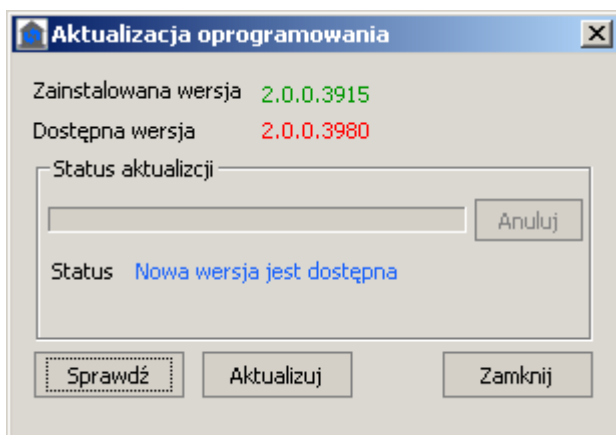 Aktualizacja oprogramowania
Zainstalowana wersja 2.0.0.3915
Dostępna wersja 2.0.0.3980
Status aktualizcji
Anuluj
Status Nowa wersja jest dostępna
Sprawdź Aktualizuj Zamknij